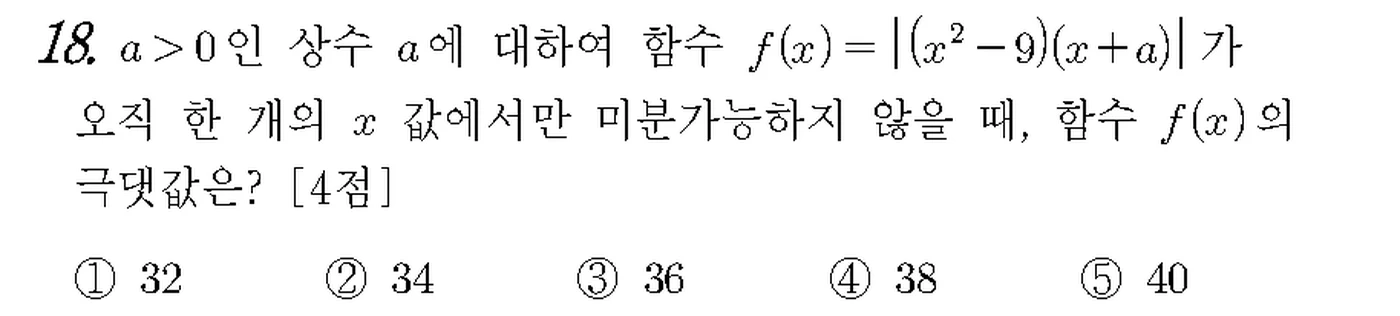 18. a > 0인 상수 a에 대하여 함수 f(x) = |(x² − 9)(x + a)| 가
오직 한 개의 x 값에서만 미분가능하지 않을 때, 함수 f(x)의
극댓값은? [4점]
① 32 ② 34 ③ 36 ④ 38 ⑤ 40